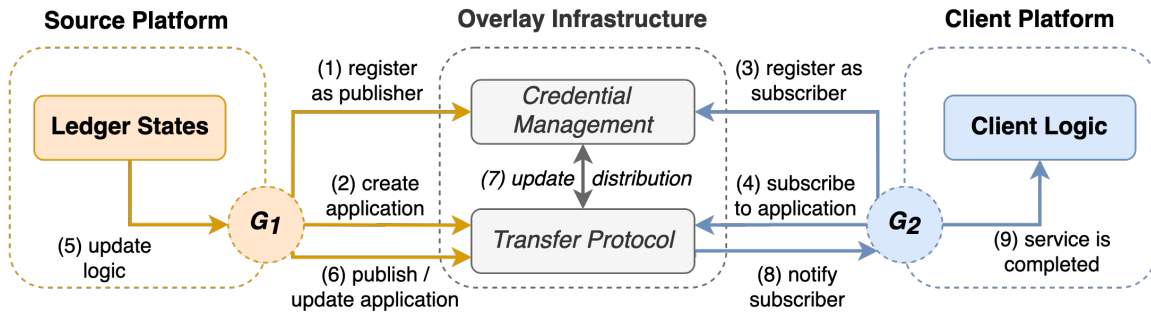 Source Platform
Overlay Infrastructure
Client Platform
(1) register
as publisher
(3) register as
subscriber
Ledger States
Credential
Management
Client Logic
(2) create
application
(7) update distribution
(4) subscribe
to application
G1
G2
Transfer Protocol
(5) update
logic
(6) publish /
update application
(8) notify
subscriber
(9) service is
completed